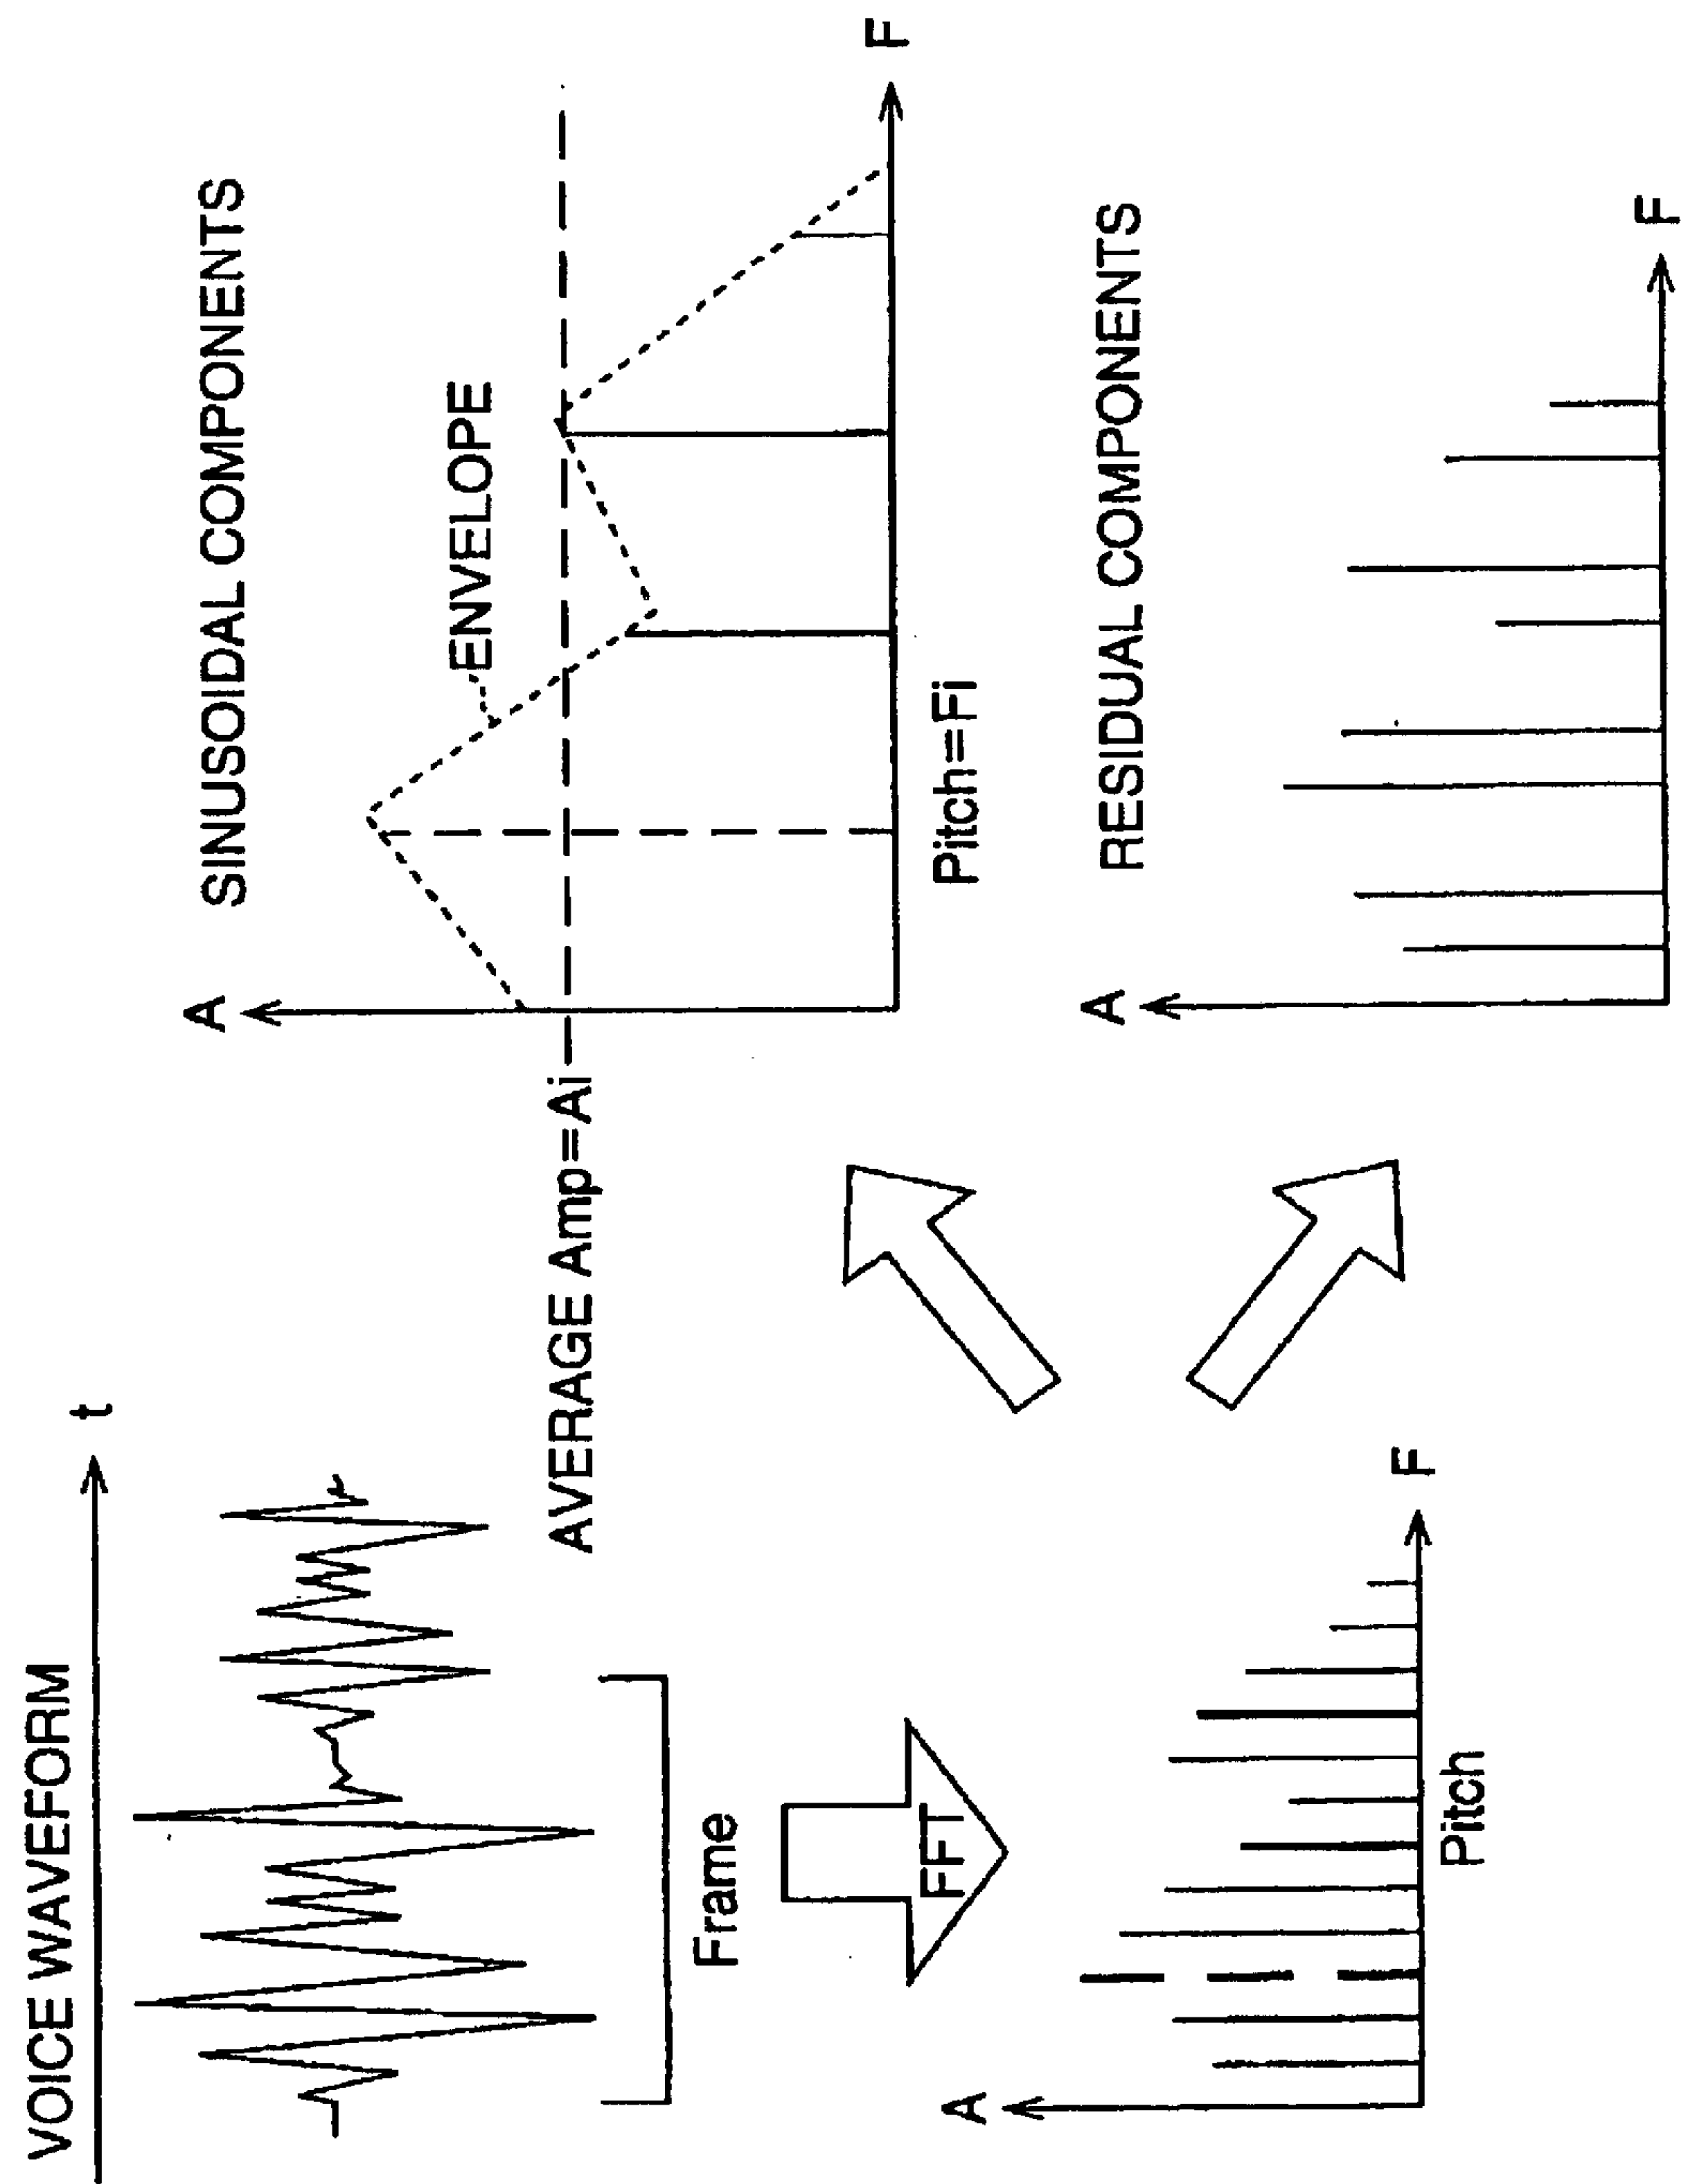 VOICE WAVEFORM
t
Frame
FFT
A
F
Pitch
SINUSOIDAL COMPONENTS
A
ENVELOPE
AVERAGE Amp=Ai
F
Pitch=Fi
RESIDUAL COMPONENTS
A
F